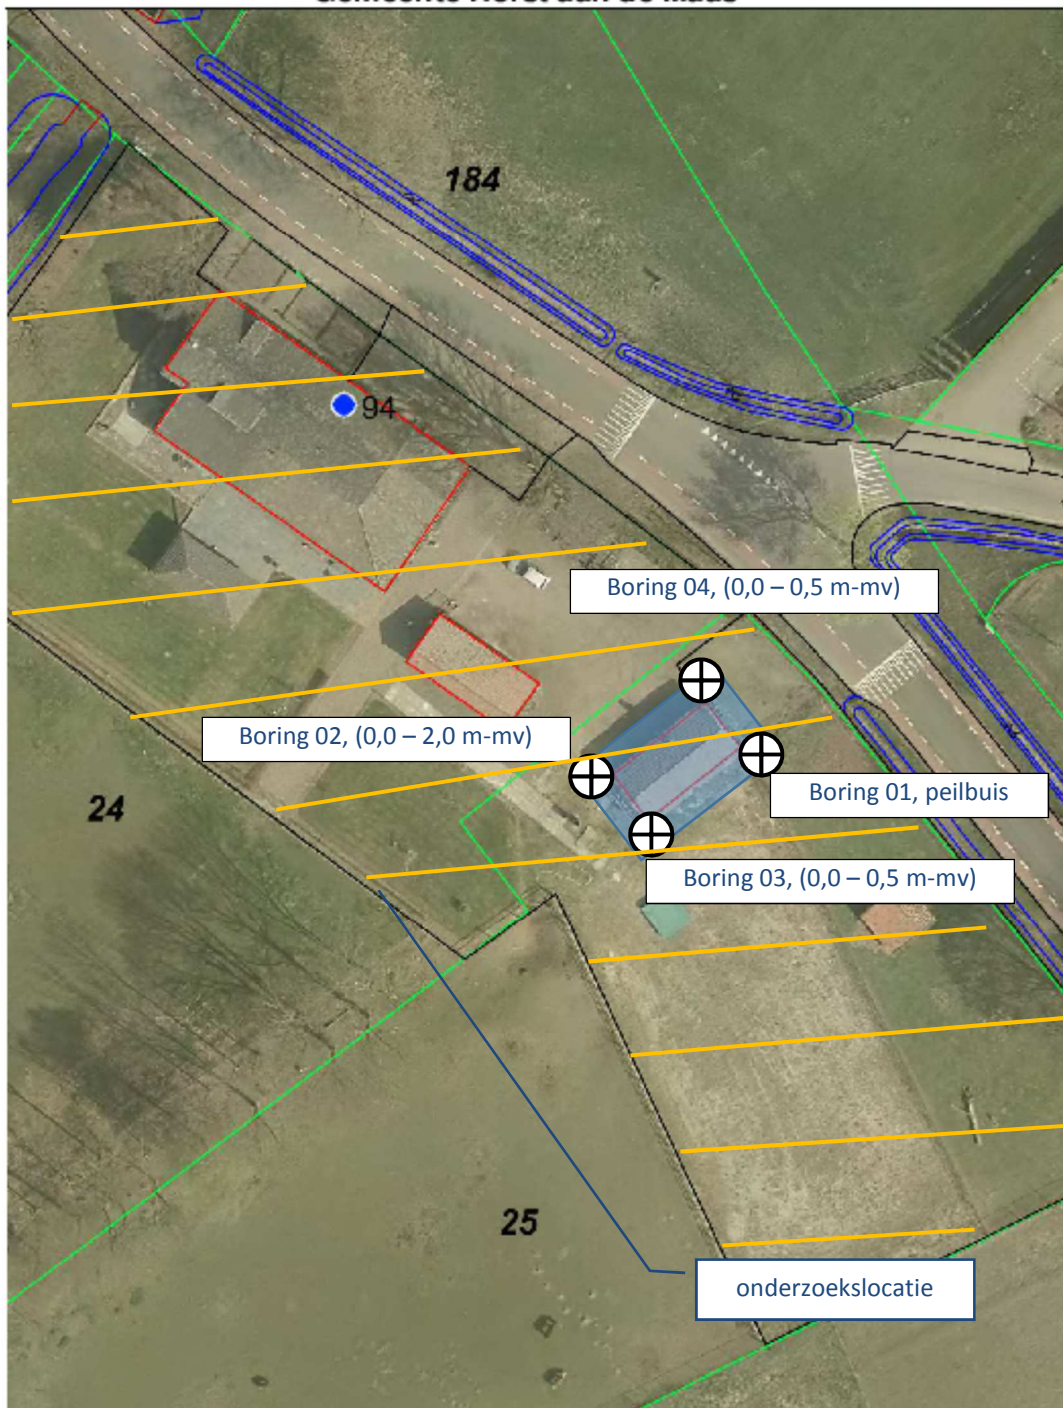 184
94
Boring 04, (0,0 – 0,5 m-mv)
Boring 02, (0,0 – 2,0 m-mv)
Boring 01, peilbuis
24
Boring 03, (0,0 – 0,5 m-mv)
25
onderzoekslocatie